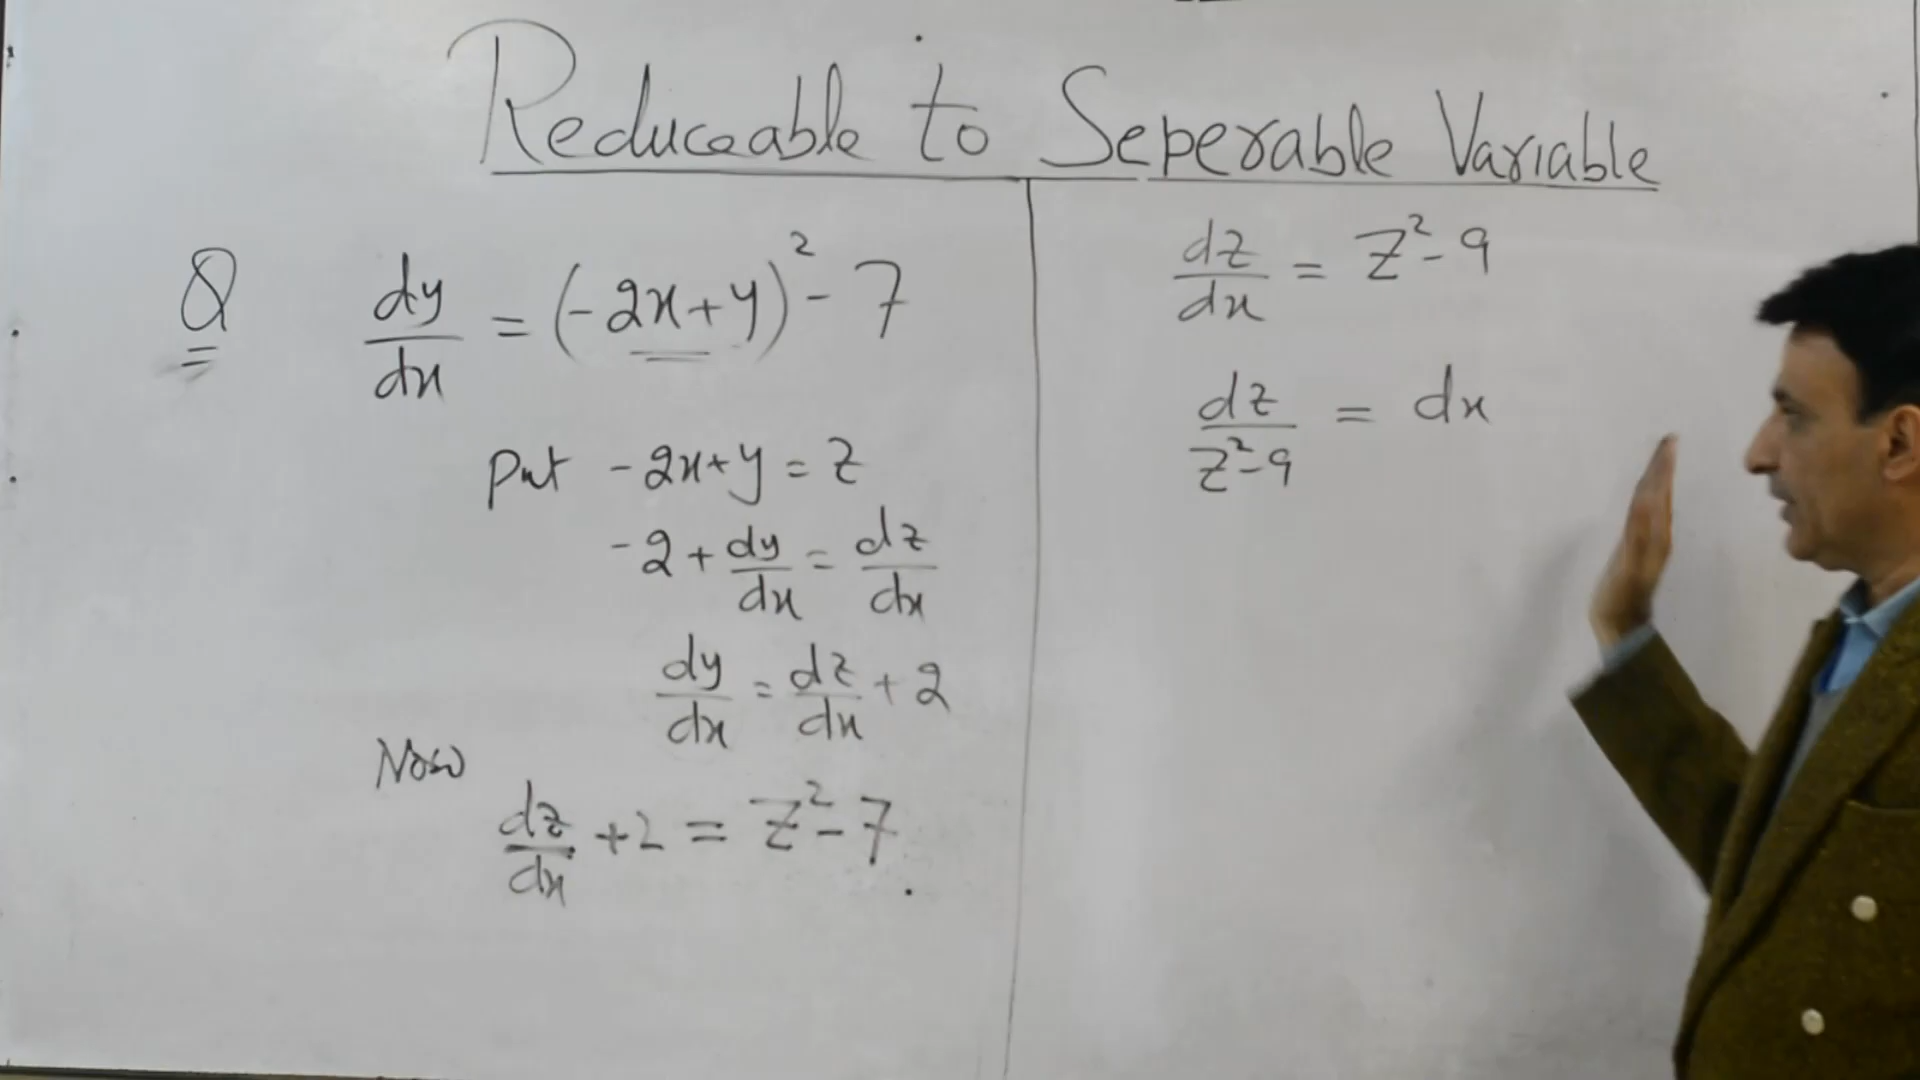 Reduceable to Seperable Variable
Q dy/dx = (-2x+y)² - 7
Put -2x+y = z
-2 + dy/dx = dz/dx
dy/dx = dz/dx + 2
Now
dz/dx + 2 = z² - 7.
dz/dx = z² - 9
dz/z²-9 = dx